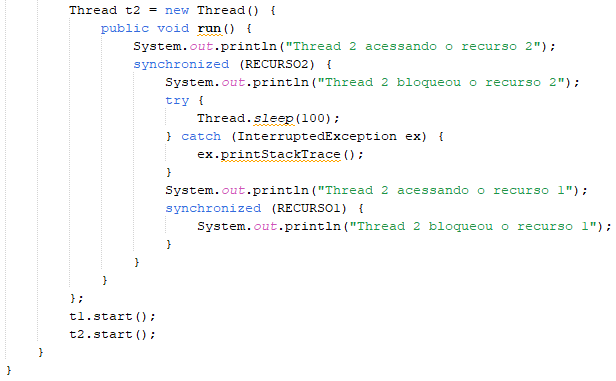 Thread t2 = new Thread() {
public void run() {
System.out.println("Thread 2 acessando o recurso 2");
synchronized (RECURSO2) {
System.out.println("Thread 2 bloqueou o recurso 2");
try {
Thread.sleep(100);
} catch (InterruptedException ex) {
ex.printStackTrace();
}
System.out.println("Thread 2 acessando o recurso 1");
synchronized (RECURSO1) {
System.out.println("Thread 2 bloqueou o recurso 1");
}
}
}
};
t1.start();
t2.start();
}
}